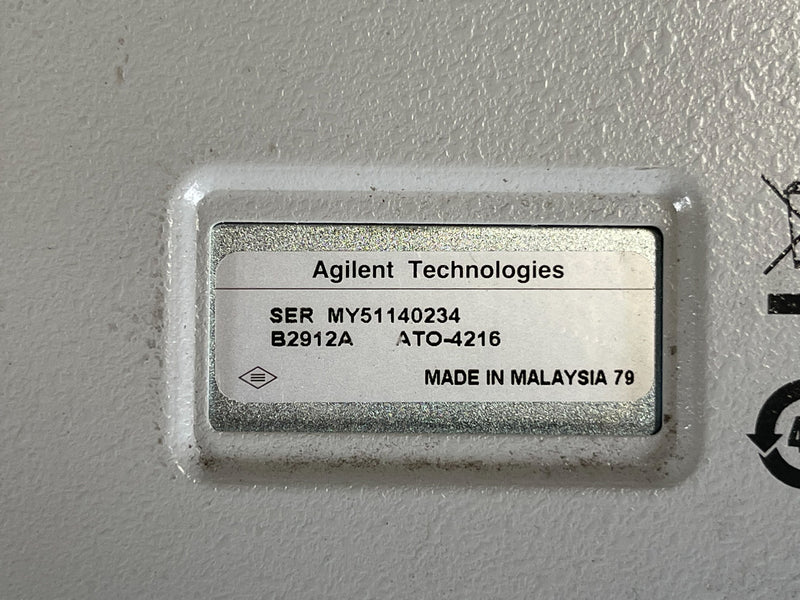 Agilent Technologies
SER MY51140234
B2912A ATO-4216
MADE IN MALAYSIA 79